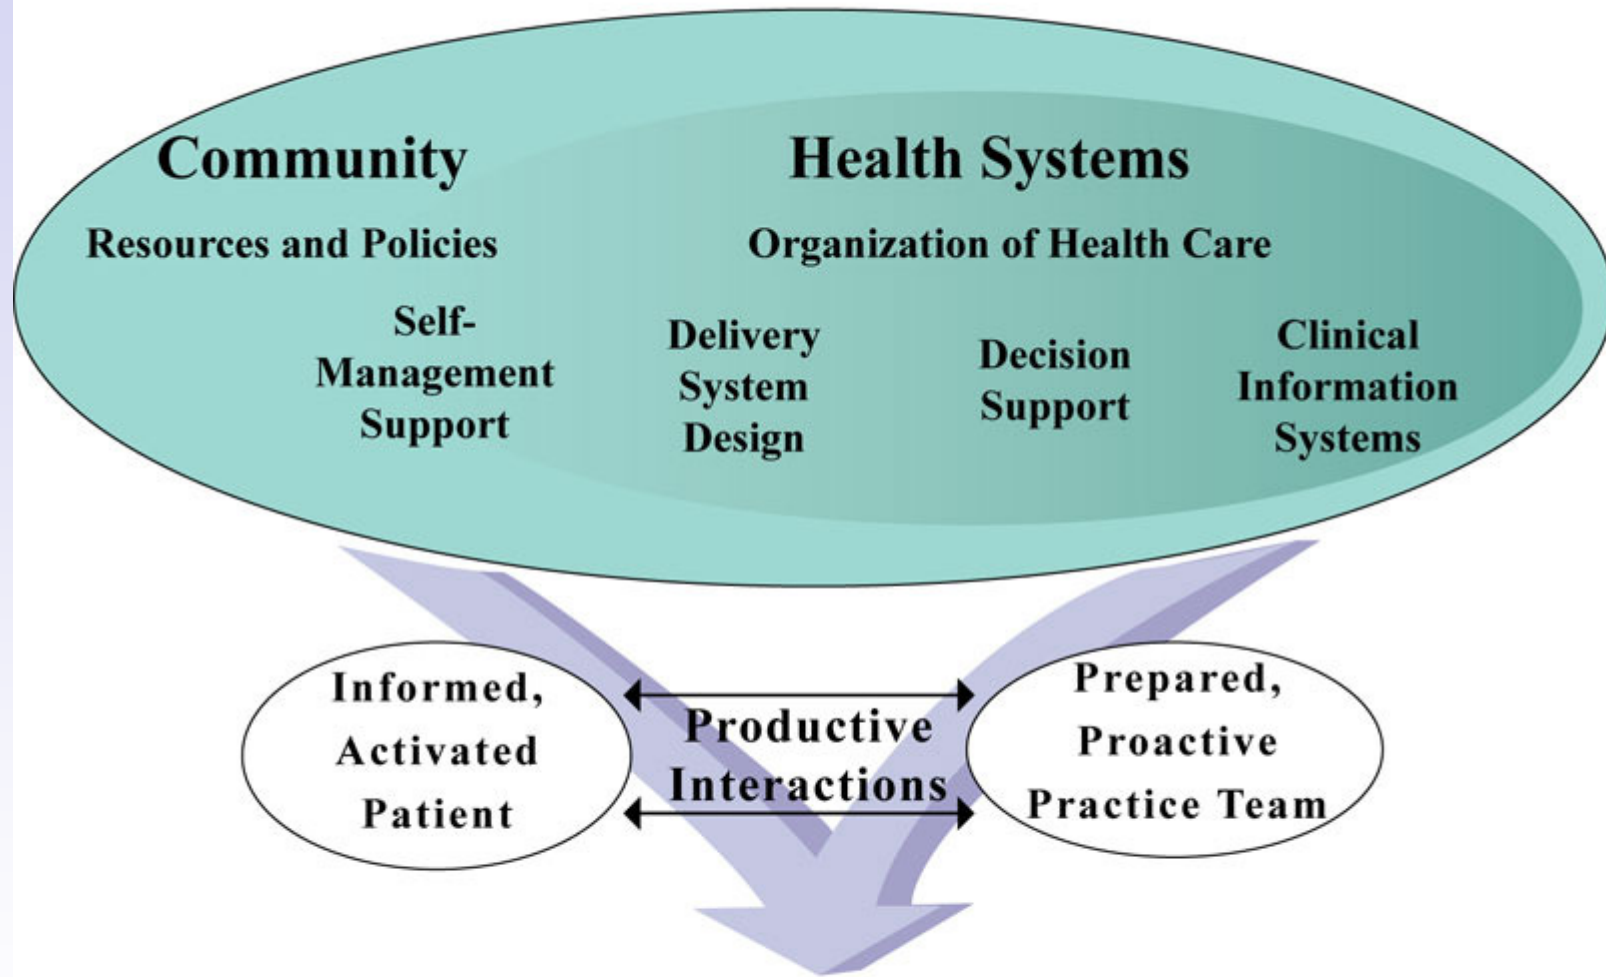 Community
Health Systems
Resources and Policies
Organization of Health Care
Self-
Management
Support
Delivery
System
Design
Decision
Support
Clinical
Information
Systems
Informed,
Activated
Patient
Productive
Interactions
Prepared,
Proactive
Practice Team